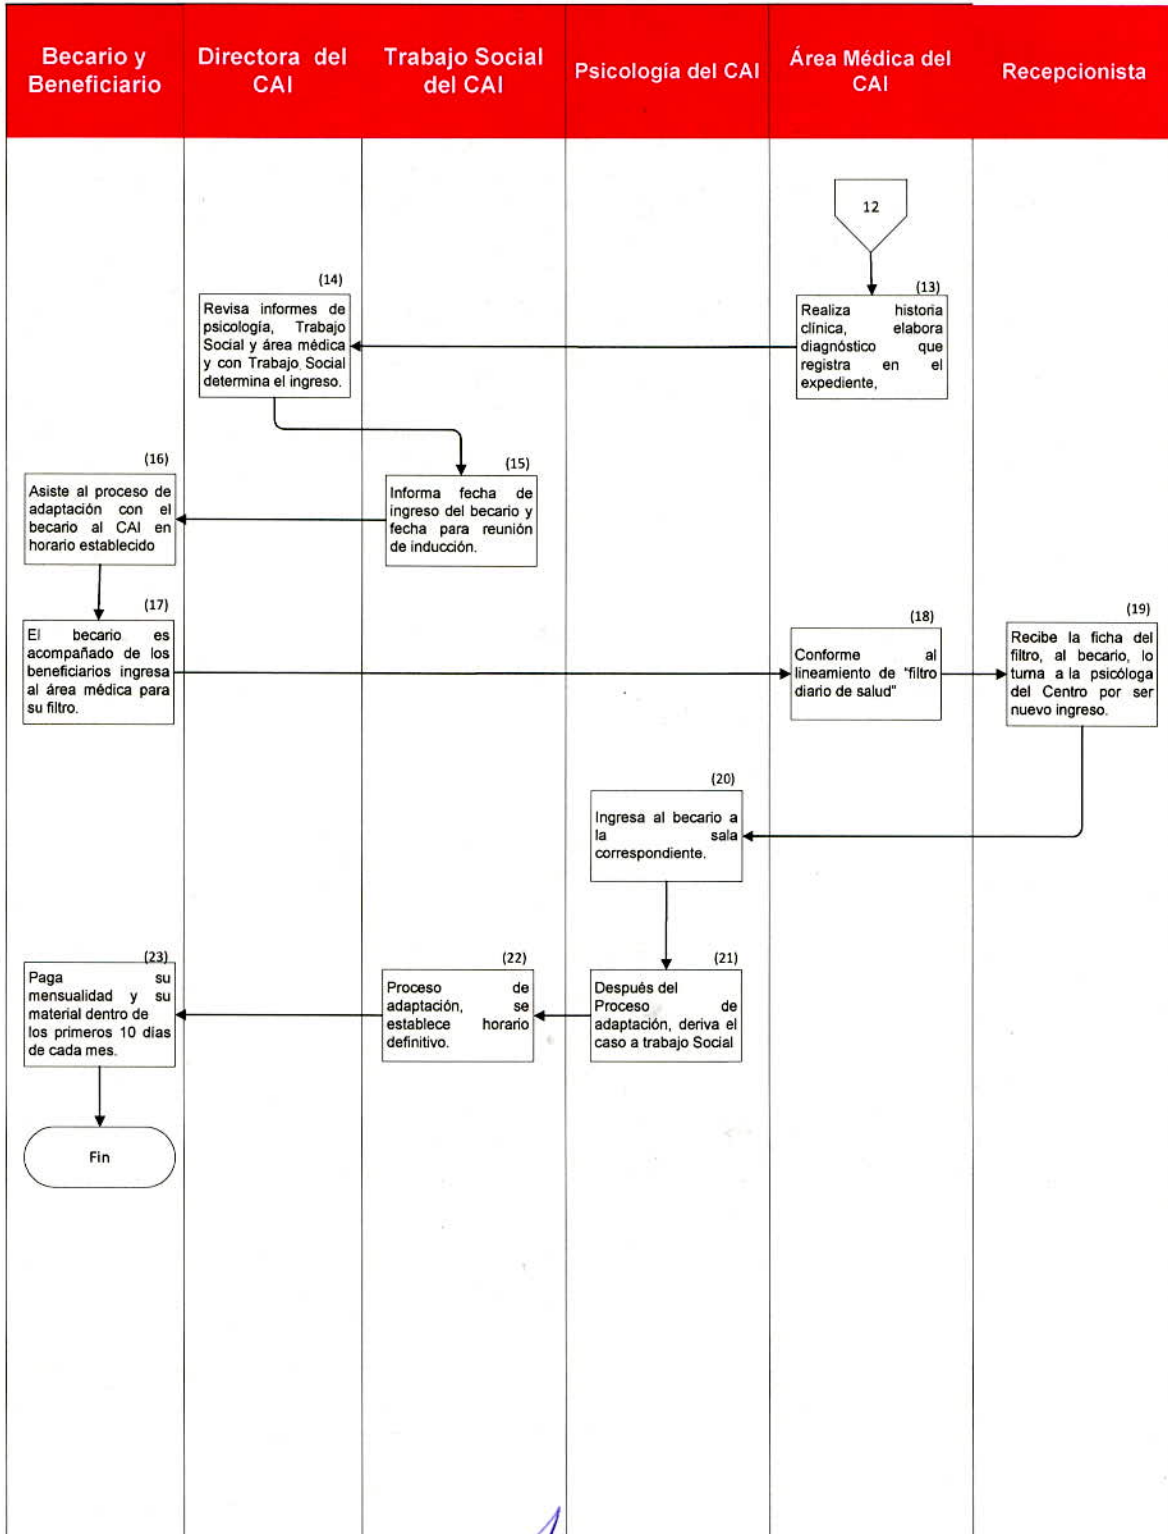 Becario y
Beneficiario
Directora del
CAI
Trabajo Social
del CAI
Psicología del CAI
Área Médica del
CAI
Recepcionista
12
(13)
Realiza historia
clínica, elabora
diagnóstico que
registra en el
expediente,
(14)
Revisa informes de
psicología, Trabajo
Social y área médica
y con Trabajo Social
determina el ingreso.
(15)
Informa fecha de
ingreso del becario y
fecha para reunión
de inducción.
(16)
Asiste al proceso de
adaptación con el
becario al CAI en
horario establecido
(17)
El becario es
acompañado de los
beneficiarios ingresa
al área médica para
su filtro.
(18)
Conforme al
lineamiento de "filtro
diario de salud"
(19)
Recibe la ficha del
filtro, al becario, lo
turna a la psicóloga
del Centro por ser
nuevo ingreso.
(20)
Ingresa al becario a
la sala
correspondiente.
(21)
Después del
Proceso de
adaptación, deriva el
caso a trabajo Social
(22)
Proceso de
adaptación, se
establece horario
definitivo.
(23)
Paga su
mensualidad y su
material dentro de
los primeros 10 días
de cada mes.
Fin